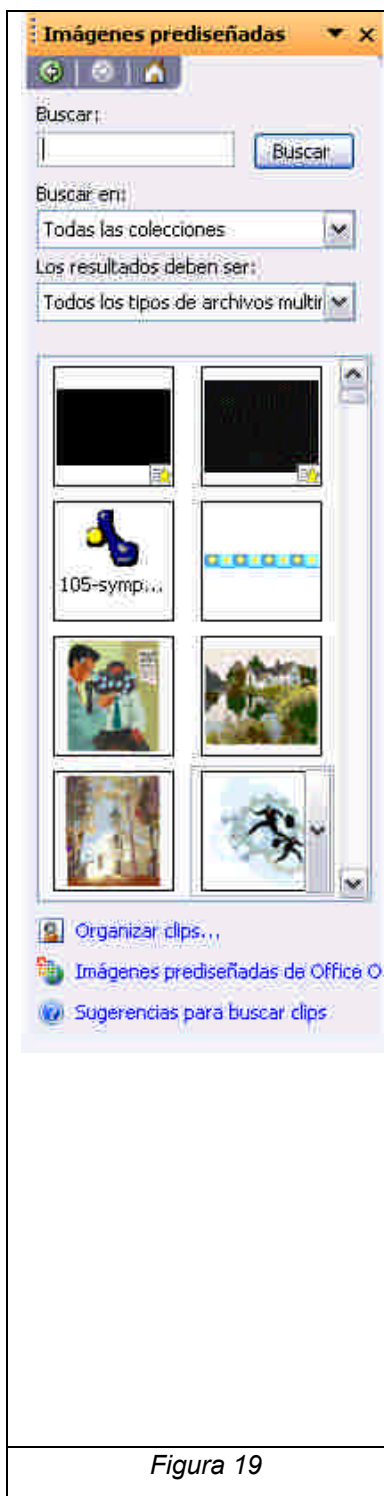 Imágenes prediseñadas
Buscar:
Buscar
Buscar en:
Todas las colecciones
Los resultados deben ser:
Todos los tipos de archivos multir
105-symp...
Organizar clips...
Imágenes prediseñadas de Office O
Sugerencias para buscar clips
Figura 19